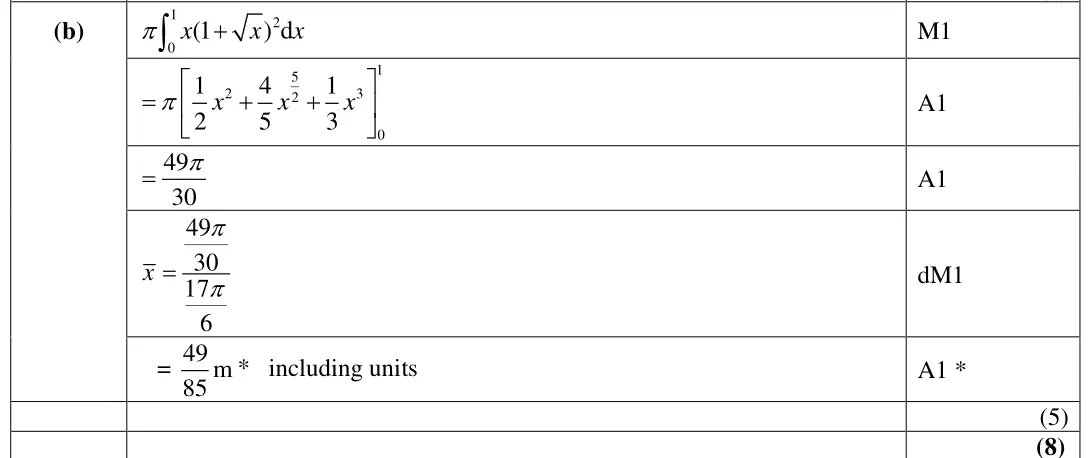 (b) π∫₀¹ x(1 + √x)² dx M1
= π[1/2 x² + 4/5 x^(5/2) + 1/3 x³]₀¹ A1
= 49π/30 A1
x̄ = (49π/30)/(17π/6) dM1
= 49/85 m * including units A1 *
(5)
(8)